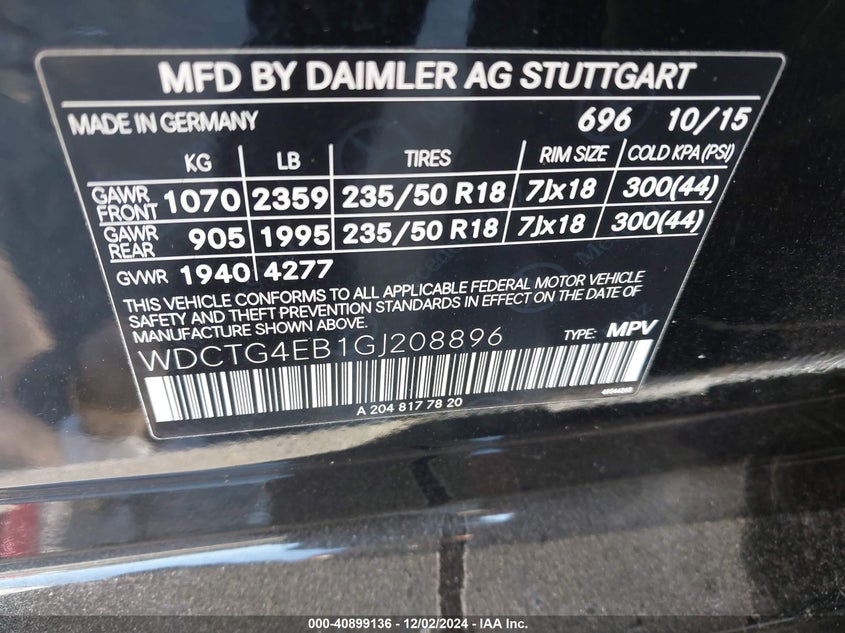 MFD BY DAIMLER AG STUTTGART
MADE IN GERMANY 696 10/15
KG LB TIRES RIM SIZE COLD KPA (PSI)
GAWR FRONT 1070 2359 235/50 R18 7Jx18 300(44)
GAWR REAR 905 1995 235/50 R18 7Jx18 300(44)
GVWR 1940 4277
THIS VEHICLE CONFORMS TO ALL APPLICABLE FEDERAL MOTOR VEHICLE
SAFETY AND THEFT PREVENTION STANDARDS IN EFFECT ON THE DATE OF
MANUFACTURE SHOWN ABOVE.
WDCTG4EB1GJ208896 TYPE: MPV
A 204 817 78 20
000-40899136 - 12/02/2024 - IAA Inc.